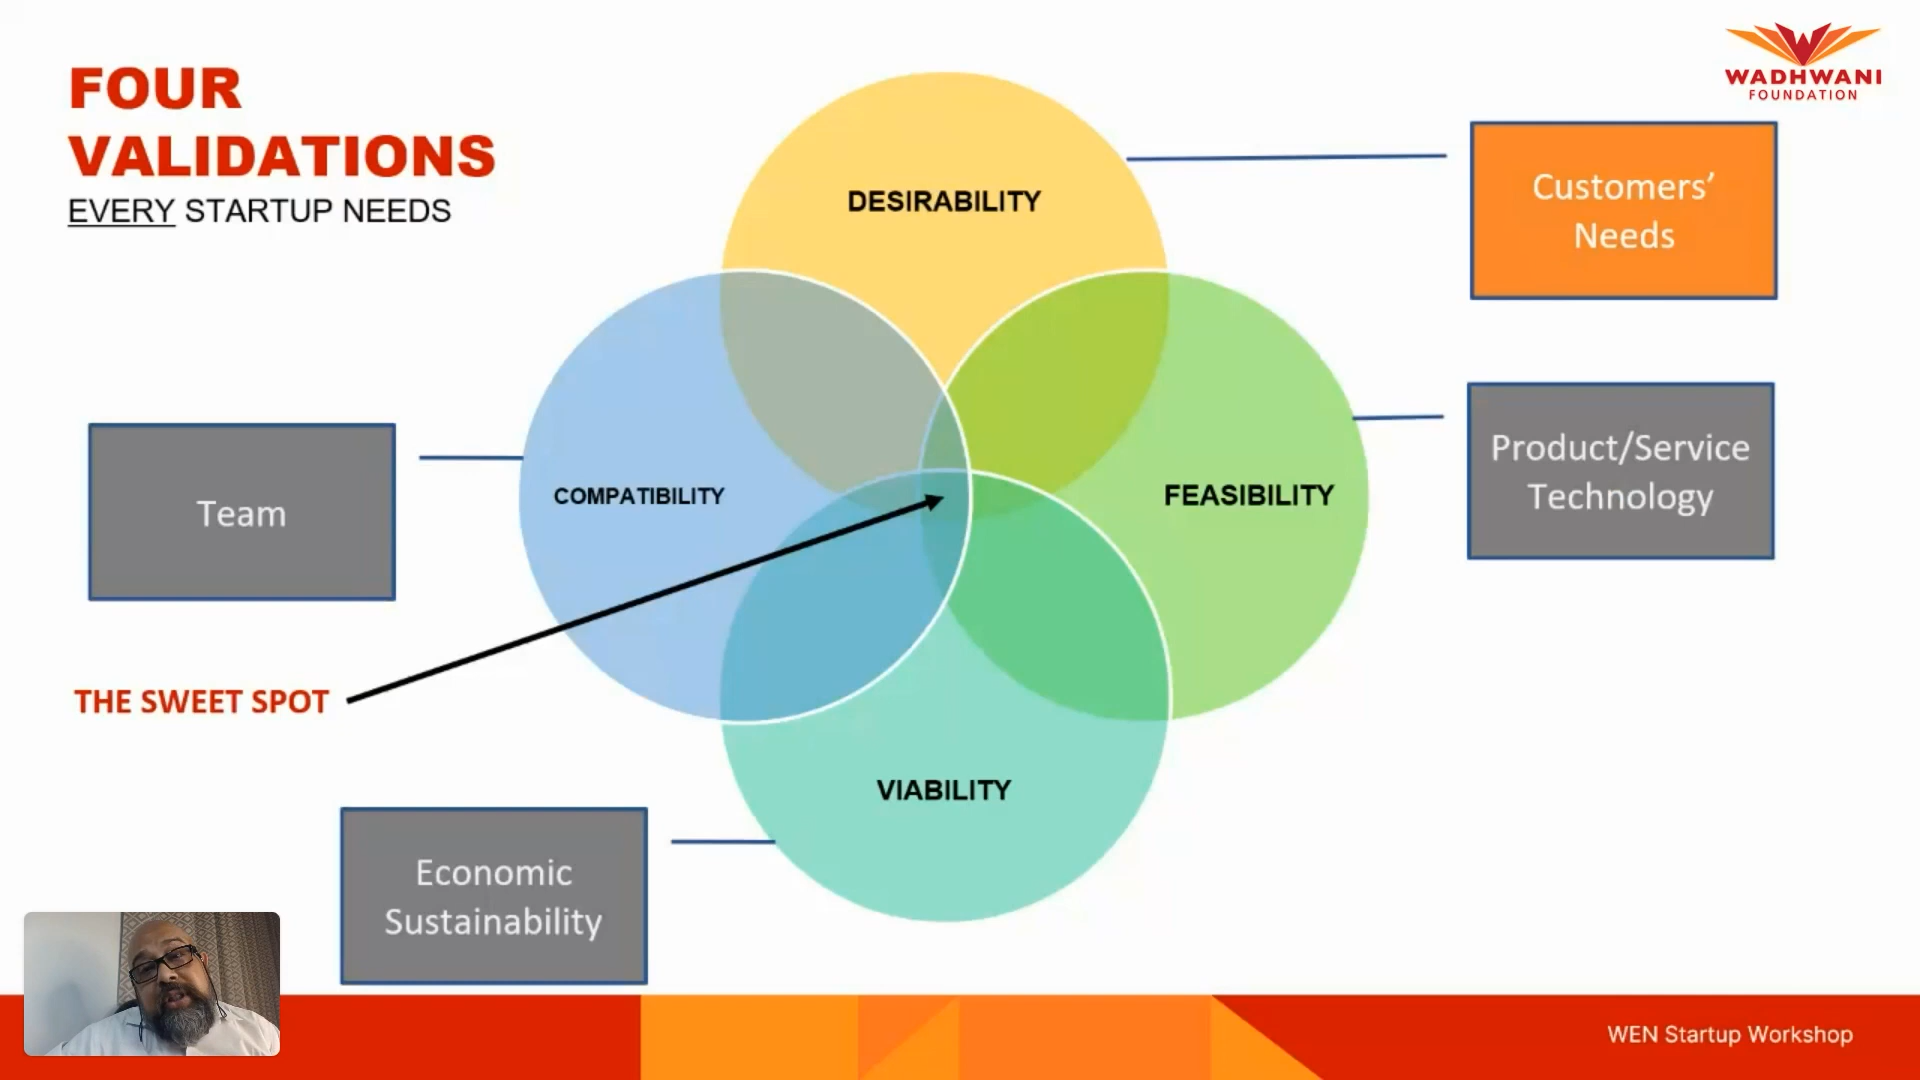 FOUR
VALIDATIONS
EVERY STARTUP NEEDS
WADHWANI
FOUNDATION
DESIRABILITY
Customers’
Needs
COMPATIBILITY
FEASIBILITY
Product/Service
Technology
Team
THE SWEET SPOT
VIABILITY
Economic
Sustainability
WEN Startup Workshop